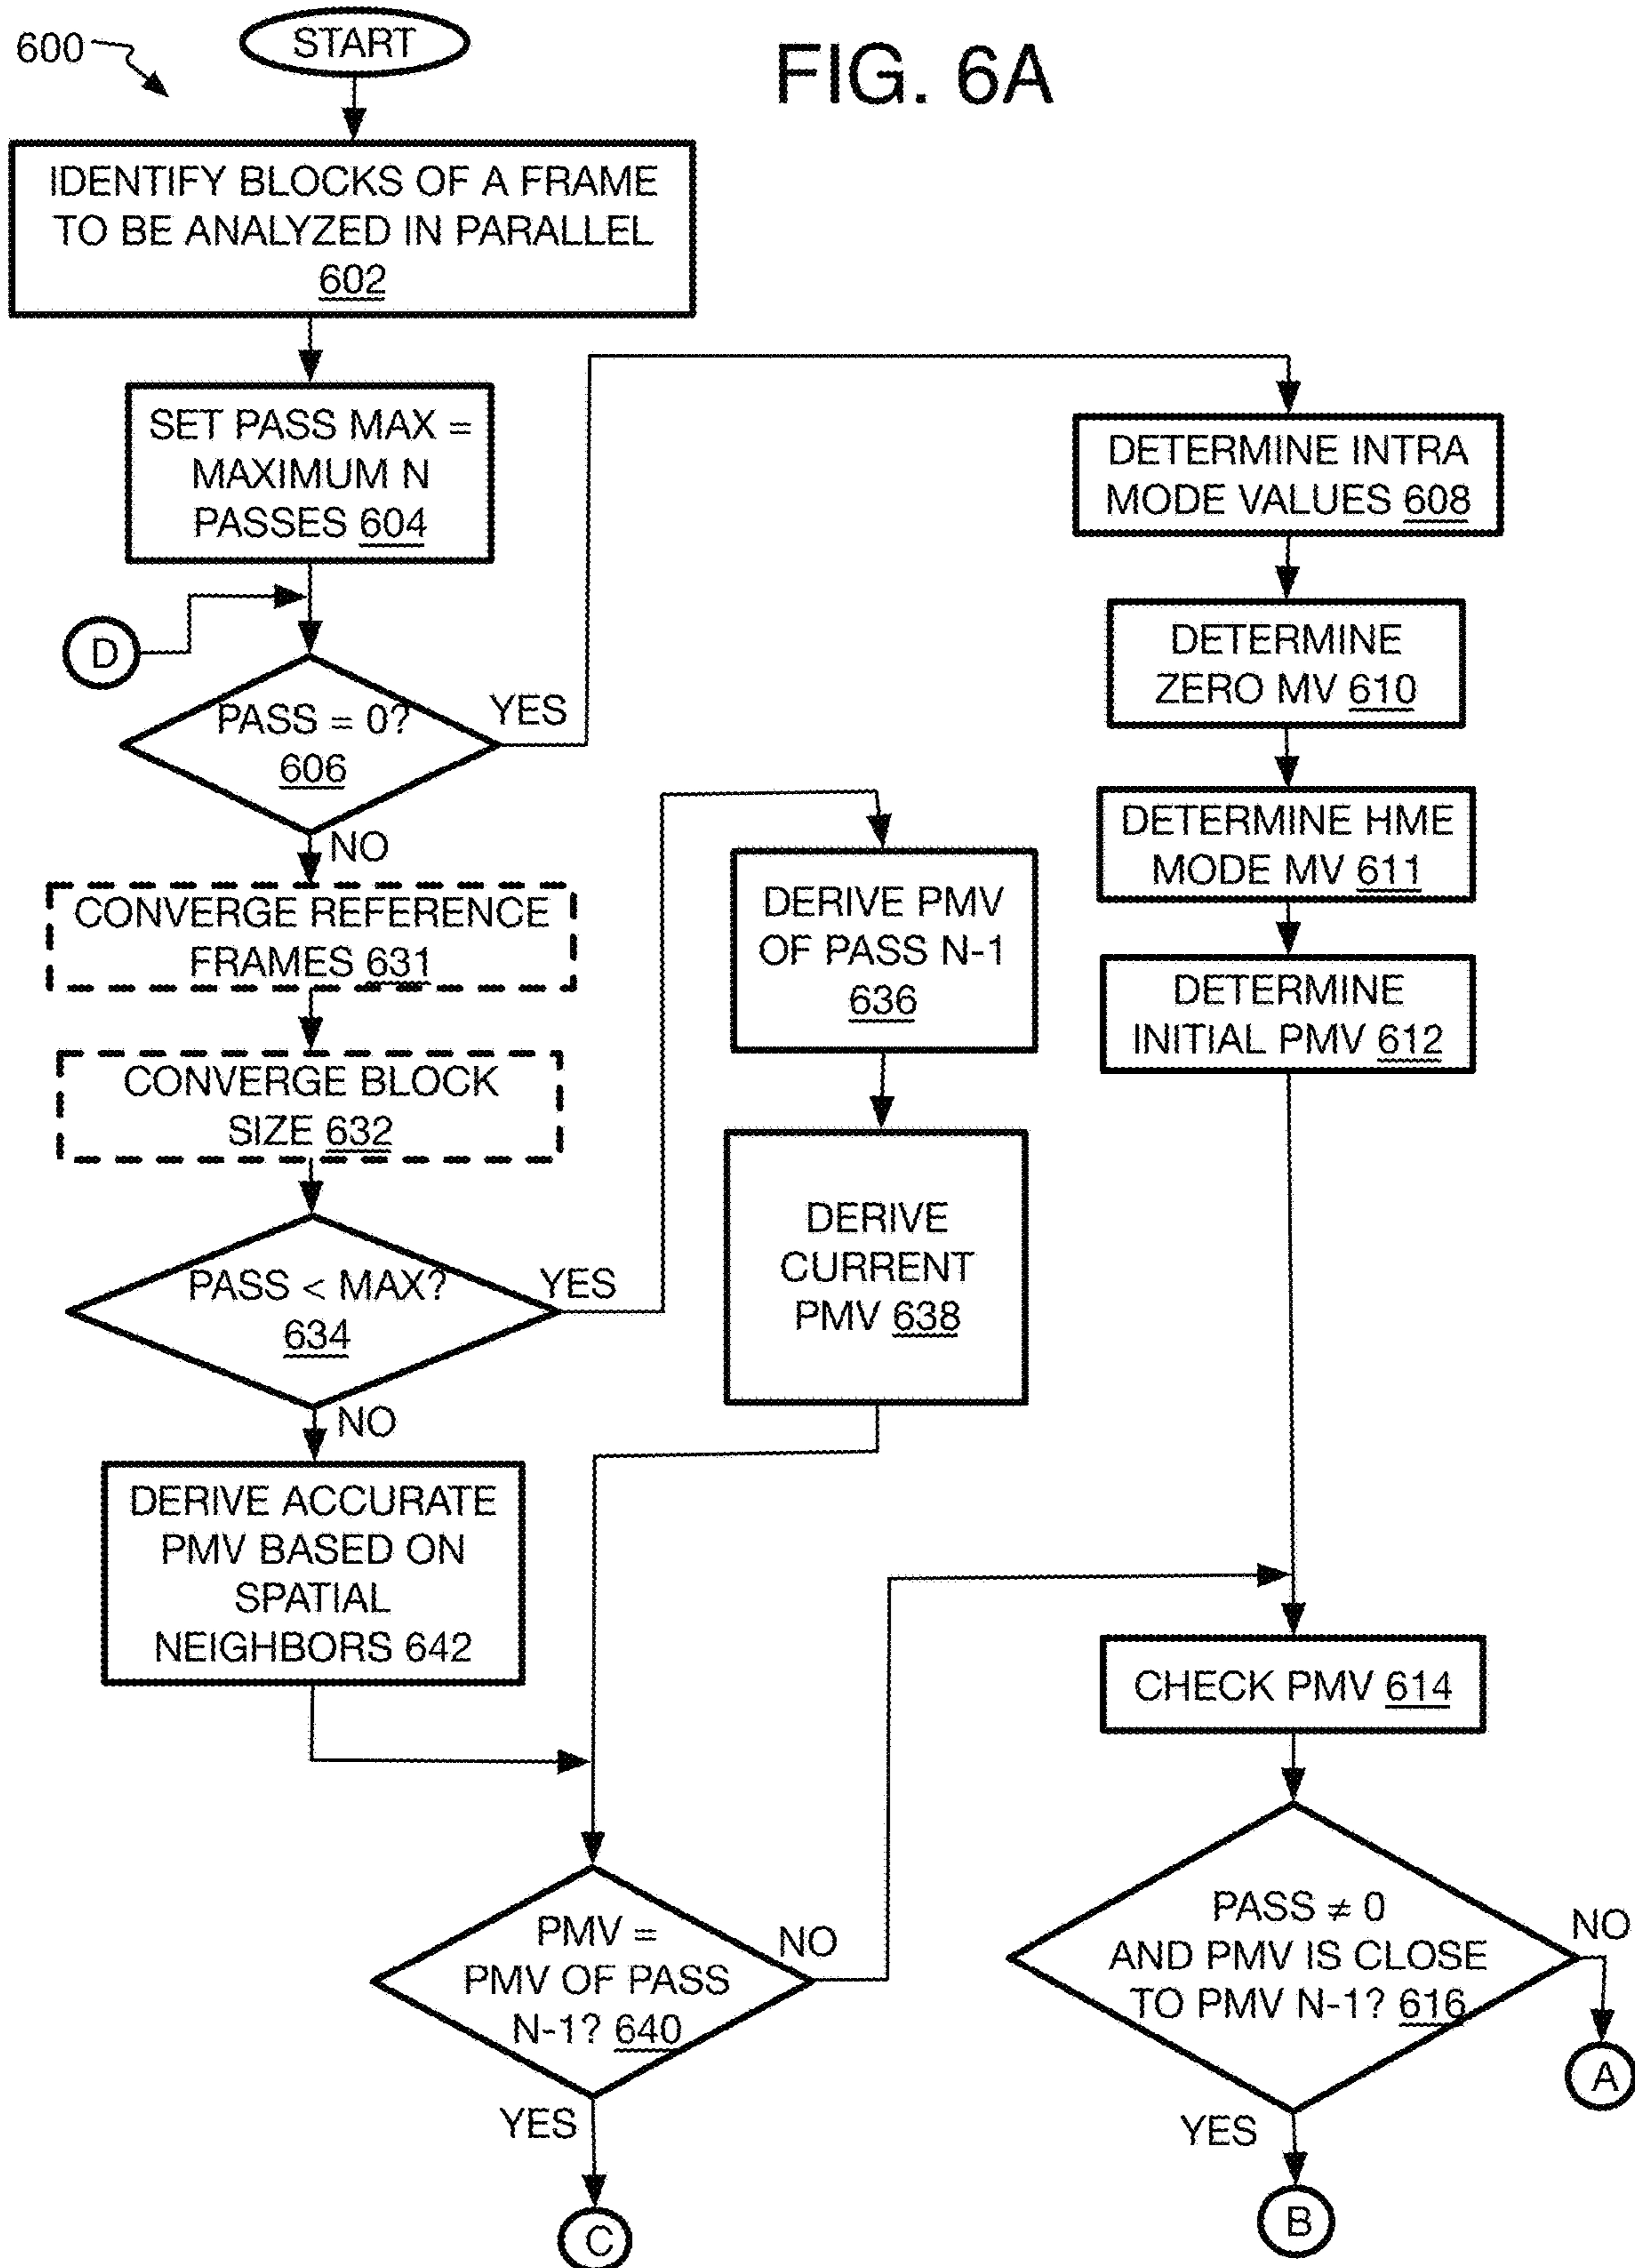 600
START
FIG. 6A
IDENTIFY BLOCKS OF A FRAME
TO BE ANALYZED IN PARALLEL
602
SET PASS MAX =
MAXIMUM N
PASSES 604
D
PASS = 0?
606
YES
NO
DETERMINE INTRA
MODE VALUES 608
DETERMINE
ZERO MV 610
DETERMINE HME
MODE MV 611
DETERMINE
INITIAL PMV 612
CONVERGE REFERENCE
FRAMES 631
CONVERGE BLOCK
SIZE 632
PASS < MAX?
634
YES
NO
DERIVE PMV
OF PASS N-1
636
DERIVE
CURRENT
PMV 638
DERIVE ACCURATE
PMV BASED ON
SPATIAL
NEIGHBORS 642
PMV =
PMV OF PASS
N-1? 640
NO
YES
C
CHECK PMV 614
PASS ≠ 0
AND PMV IS CLOSE
TO PMV N-1? 616
NO
A
YES
B